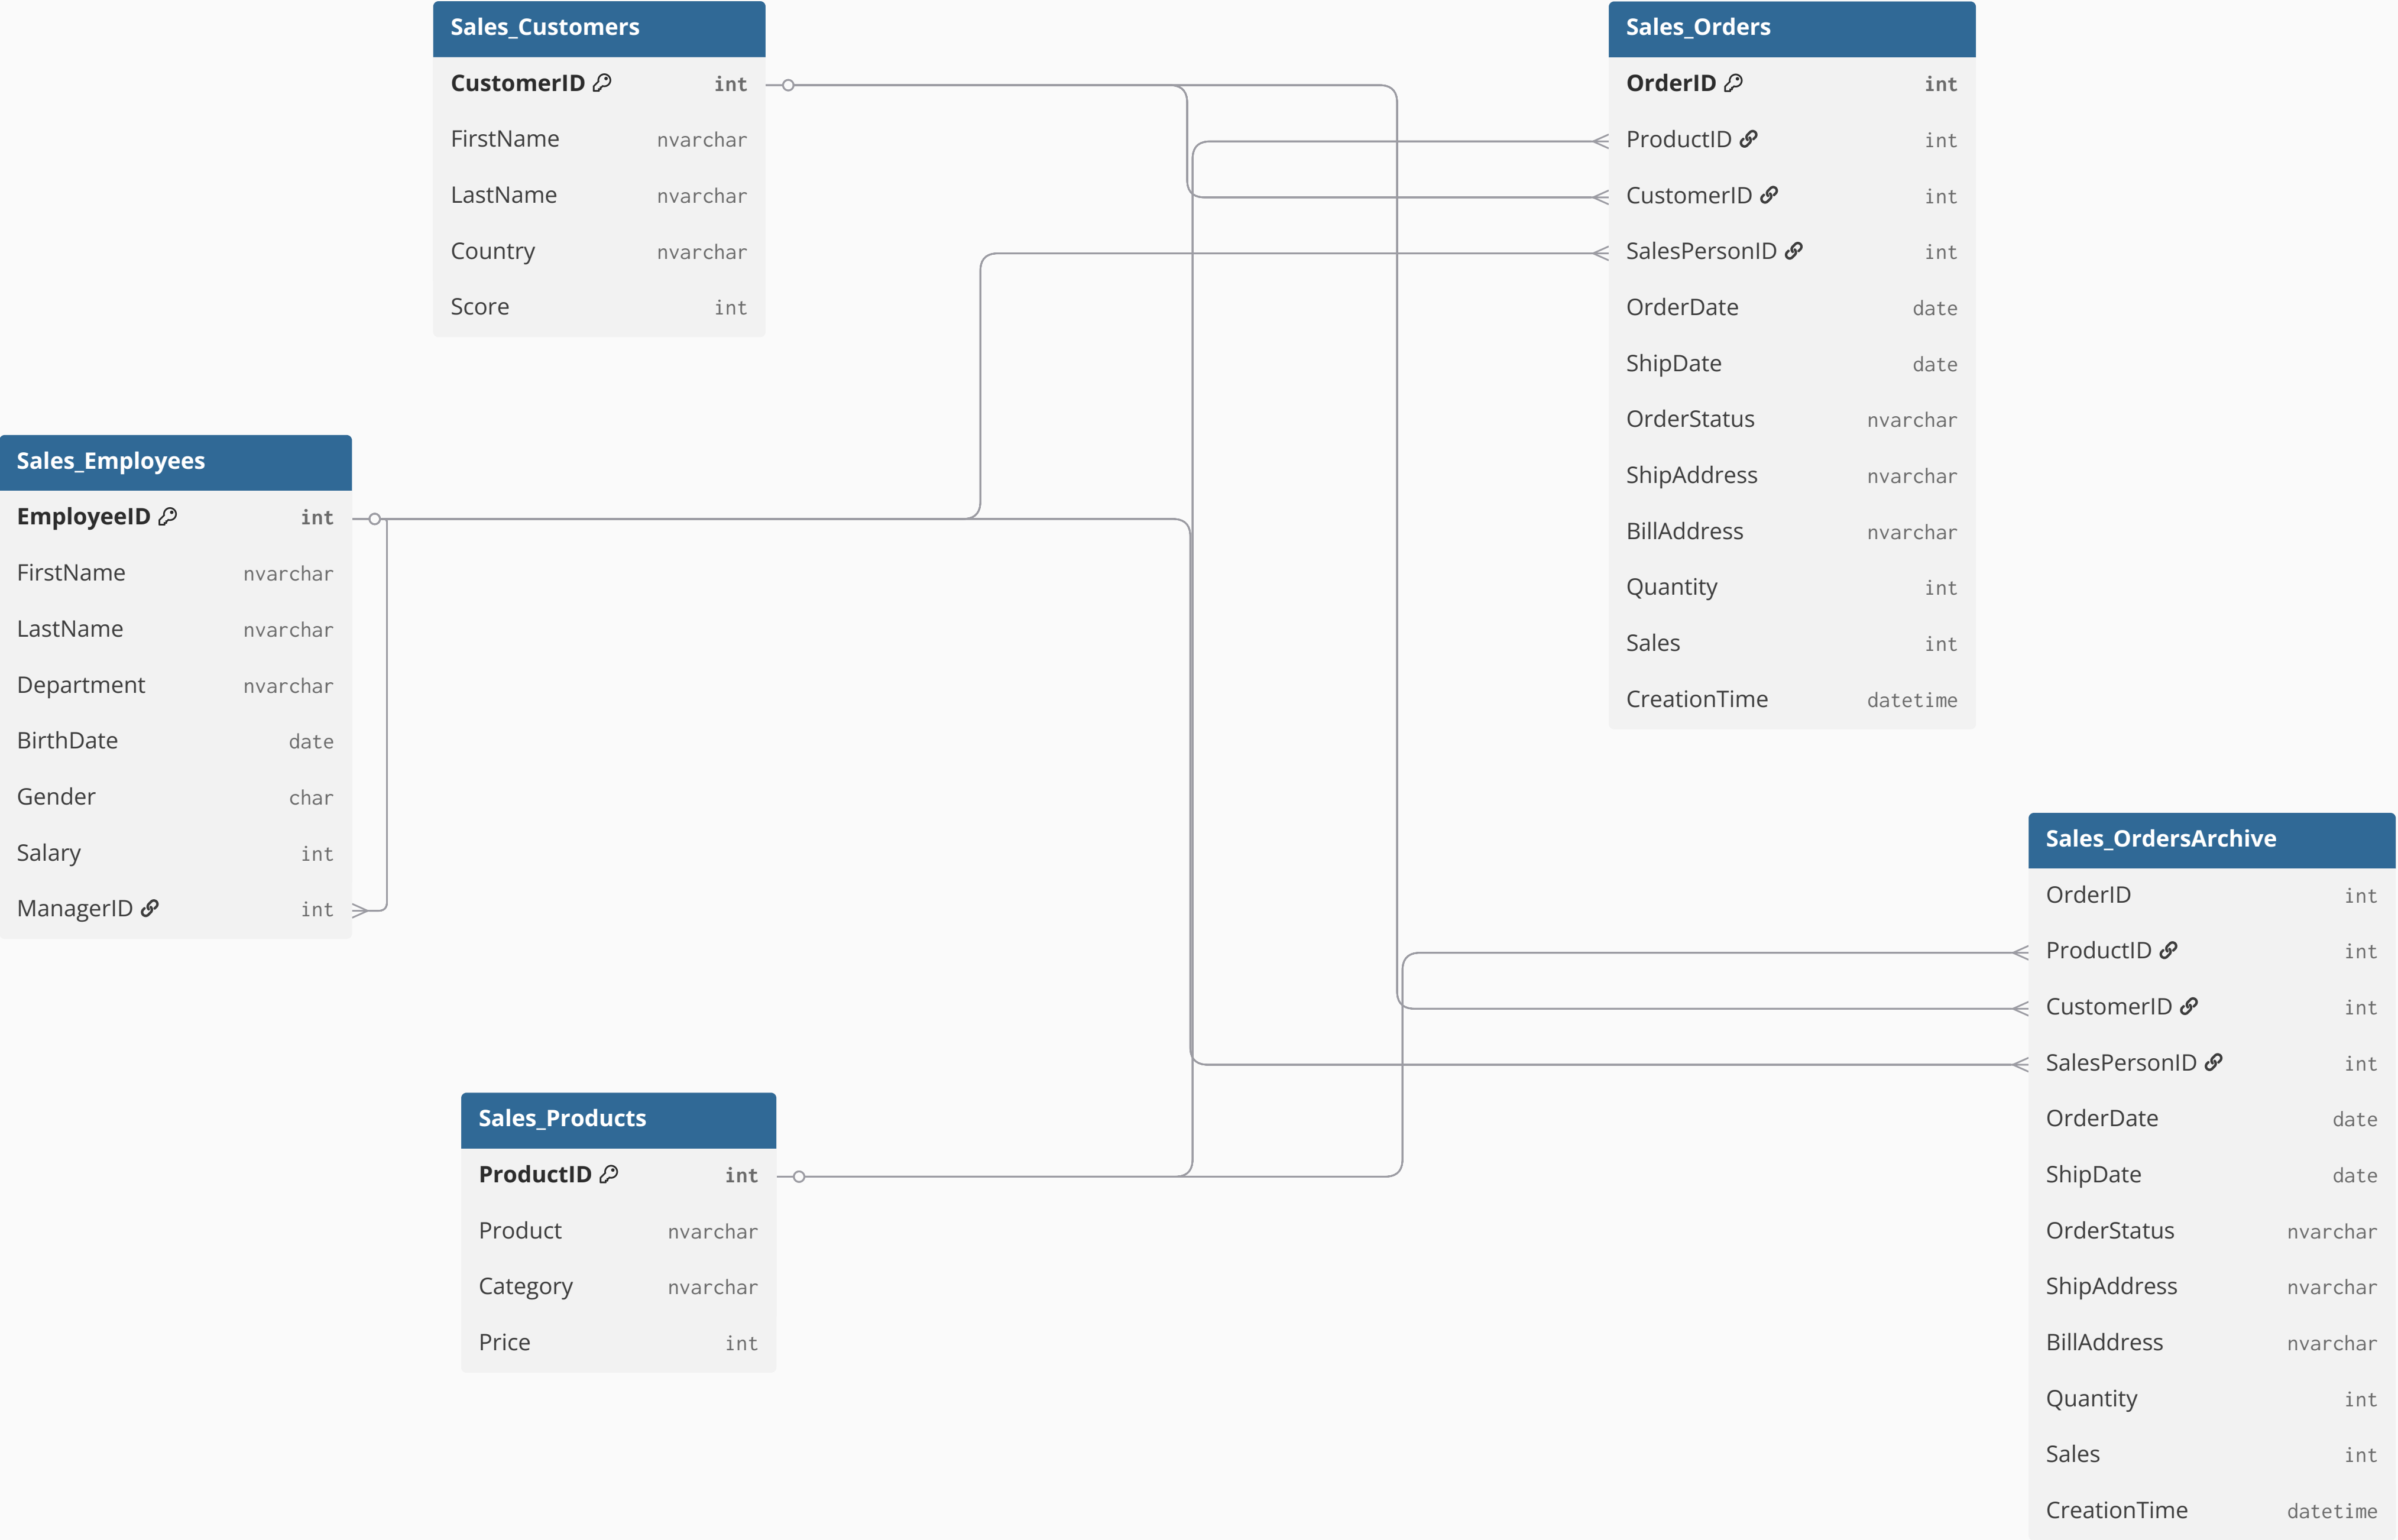 Sales_Customers
CustomerID int
FirstName nvarchar
LastName nvarchar
Country nvarchar
Score int
Sales_Orders
OrderID int
ProductID int
CustomerID int
SalesPersonID int
OrderDate date
ShipDate date
OrderStatus nvarchar
ShipAddress nvarchar
BillAddress nvarchar
Quantity int
Sales int
CreationTime datetime
Sales_Employees
EmployeeID int
FirstName nvarchar
LastName nvarchar
Department nvarchar
BirthDate date
Gender char
Salary int
ManagerID int
Sales_OrdersArchive
OrderID int
ProductID int
CustomerID int
SalesPersonID int
OrderDate date
ShipDate date
OrderStatus nvarchar
ShipAddress nvarchar
BillAddress nvarchar
Quantity int
Sales int
CreationTime datetime
Sales_Products
ProductID int
Product nvarchar
Category nvarchar
Price int